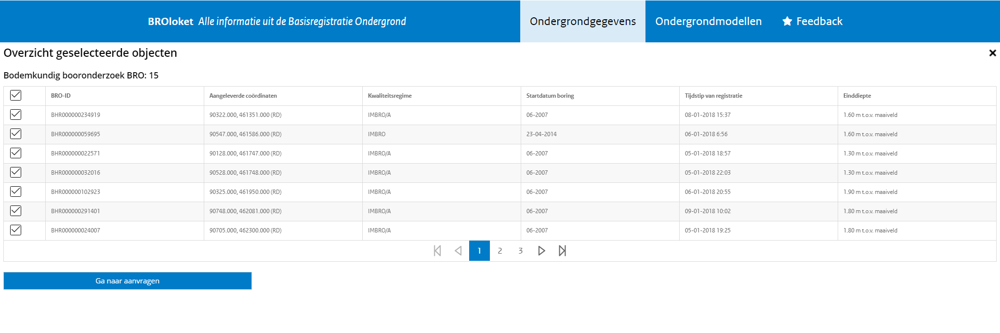 BROloket Alle informatie uit de Basisregistratie Ondergrond Ondergrondgegevens Ondergrondmodellen Feedback
Overzicht geselecteerde objecten
Bodemkundig booronderzoek BRO: 15
BRO-ID Aangeleverde coördinaten Kwaliteitsregime Startdatum boring Tijdstip van registratie Einddiepte
BHR000000234919 90322.000, 461351.000 (RD) IMBRO/A 06-2007 08-01-2018 15:37 1.60 m t.o.v. maaiveld
BHR000000059695 90547.000, 461586.000 (RD) IMBRO 23-04-2014 06-01-2018 6:56 1.60 m t.o.v. maaiveld
BHR000000022571 90128.000, 461747.000 (RD) IMBRO/A 06-2007 05-01-2018 18:57 1.30 m t.o.v. maaiveld
BHR000000032016 90528.000, 461748.000 (RD) IMBRO/A 06-2007 05-01-2018 22:03 1.30 m t.o.v. maaiveld
BHR000000102923 90325.000, 461950.000 (RD) IMBRO/A 06-2007 06-01-2018 20:55 1.90 m t.o.v. maaiveld
BHR000000291401 90748.000, 462081.000 (RD) IMBRO/A 06-2007 09-01-2018 10:02 1.80 m t.o.v. maaiveld
BHR000000024007 90705.000, 462300.000 (RD) IMBRO/A 06-2007 05-01-2018 19:25 1.80 m t.o.v. maaiveld
1 2 3
Ga naar aanvragen